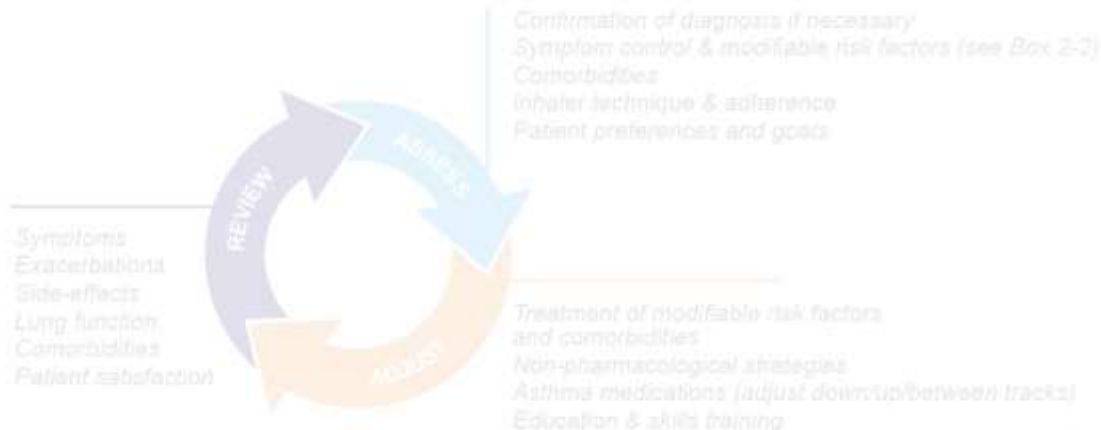 Confirmation of diagnosis if necessary
Symptom control & modifiable risk factors (see Box 2-2)
Comorbidities
Inhaler technique & adherence
Patient preferences and goals
ASSESS
REVIEW
Symptoms
Exacerbations
Side-effects
Lung function
Comorbidities
Patient satisfaction
ADJUST
Treatment of modifiable risk factors
and comorbidities
Non-pharmacological strategies
Asthma medications (adjust down/up/between tracks)
Education & skills training